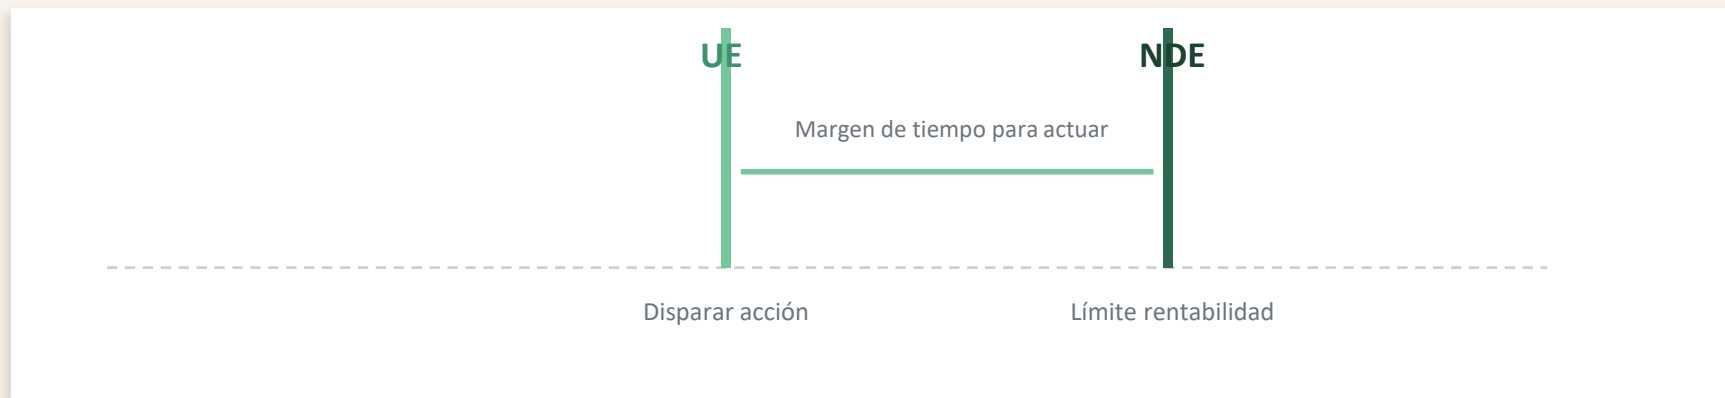 UE
NDE
Margen de tiempo para actuar
Disparar acción
Límite rentabilidad